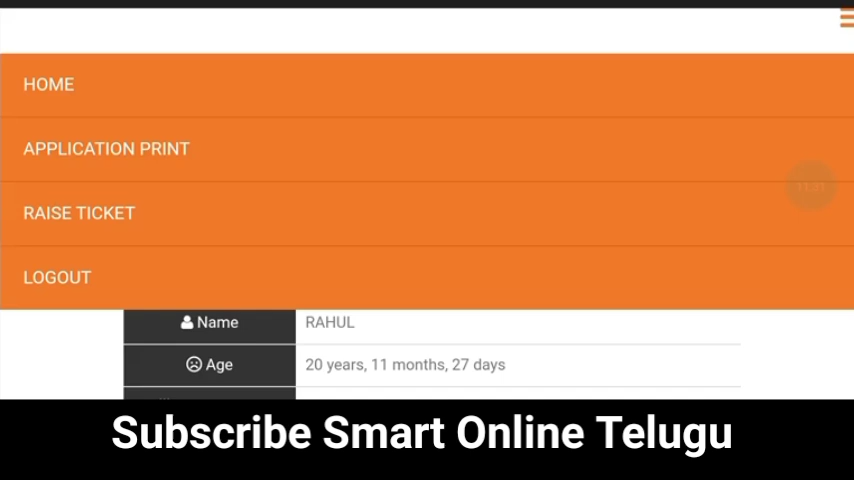 HOME
APPLICATION PRINT
RAISE TICKET
LOGOUT
Name RAHUL
Age 20 years, 11 months, 27 days
Subscribe Smart Online Telugu